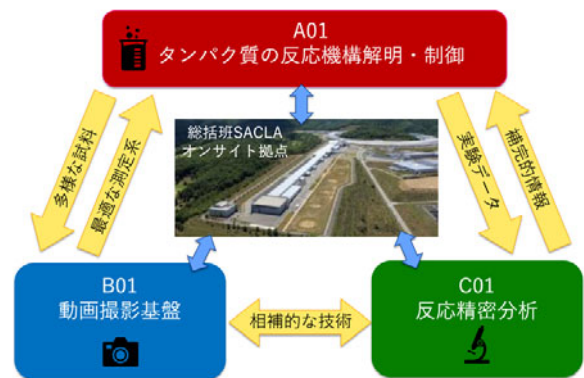 A01
タンパク質の反応機構解明・制御
総括班SACLA
オンサイト拠点
多様な試料
最適な測定系
実験データ
補完的情報
B01
動画撮影基盤
相補的な技術
C01
反応精密分析